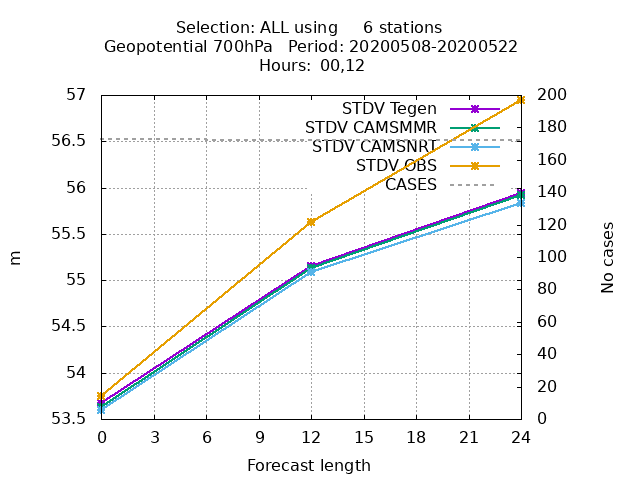 Selection: ALL using 6 stations
Geopotential 700hPa Period: 20200508-20200522
Hours: 00,12
57 200
STDV Tegen
STDV CAMSMMR 180
56.5
STDV CAMSNRT
160
STDV OBS
56 CASES 140
120
55.5
100
55 80
54.5 60
40
54
20
53.5 0
m
No cases
0 3 6 9 12 15 18 21 24
Forecast length